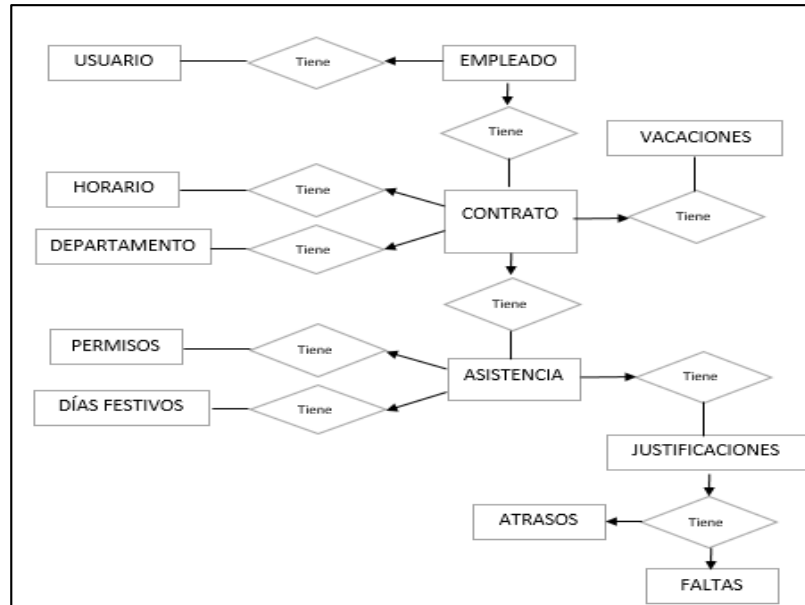 USUARIO
Tiene
EMPLEADO
Tiene
VACACIONES
HORARIO
Tiene
CONTRATO
Tiene
DEPARTAMENTO
Tiene
Tiene
PERMISOS
Tiene
ASISTENCIA
Tiene
DÍAS FESTIVOS
Tiene
JUSTIFICACIONES
ATRASOS
Tiene
FALTAS